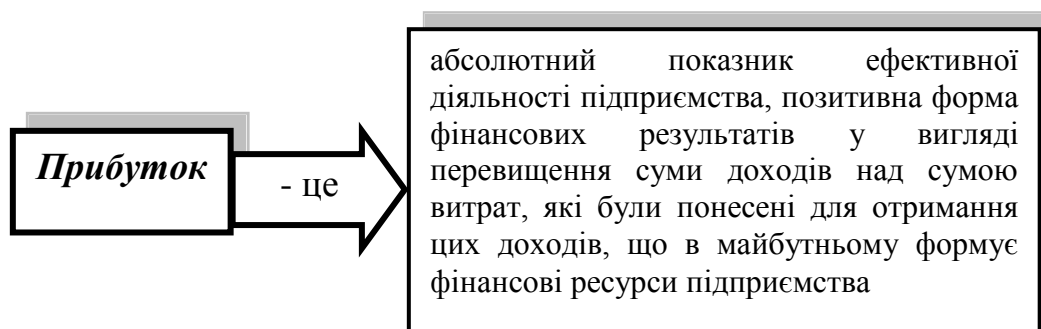 Прибуток
- це
абсолютний показник ефективної
діяльності підприємства, позитивна форма
фінансових результатів у вигляді
перевищення суми доходів над сумою
витрат, які були понесені для отримання
цих доходів, що в майбутньому формує
фінансові ресурси підприємства